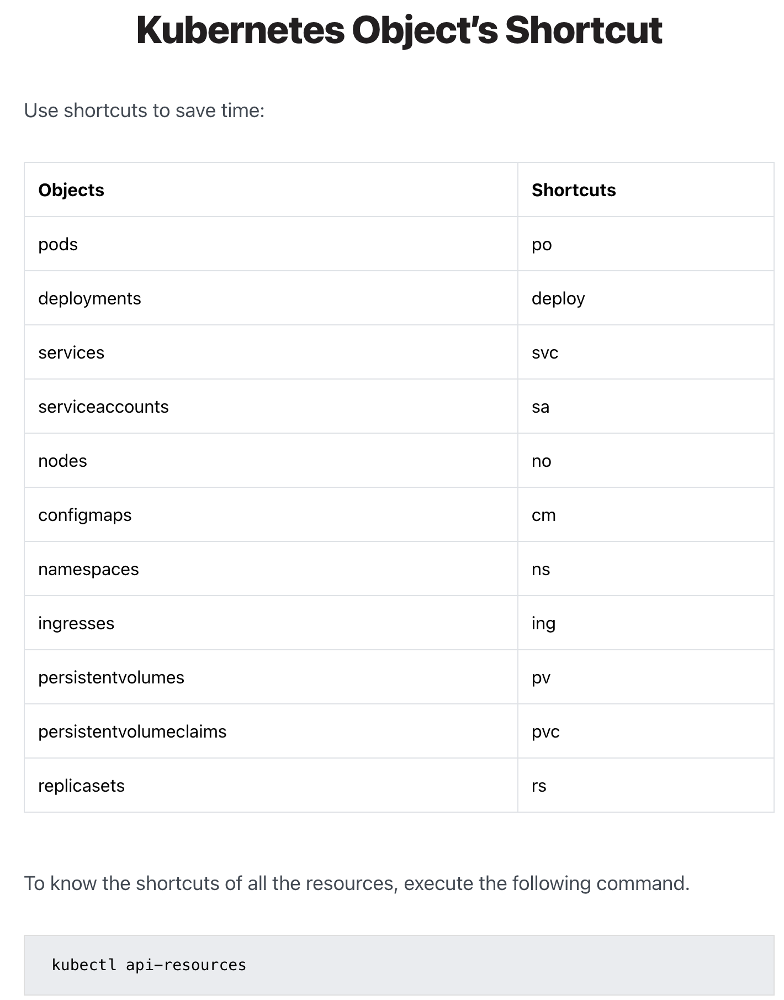 Kubernetes Object’s Shortcut
Use shortcuts to save time:
Objects Shortcuts
pods po
deployments deploy
services svc
serviceaccounts sa
nodes no
configmaps cm
namespaces ns
ingresses ing
persistentvolumes pv
persistentvolumeclaims pvc
replicasets rs
To know the shortcuts of all the resources, execute the following command.
kubectl api-resources